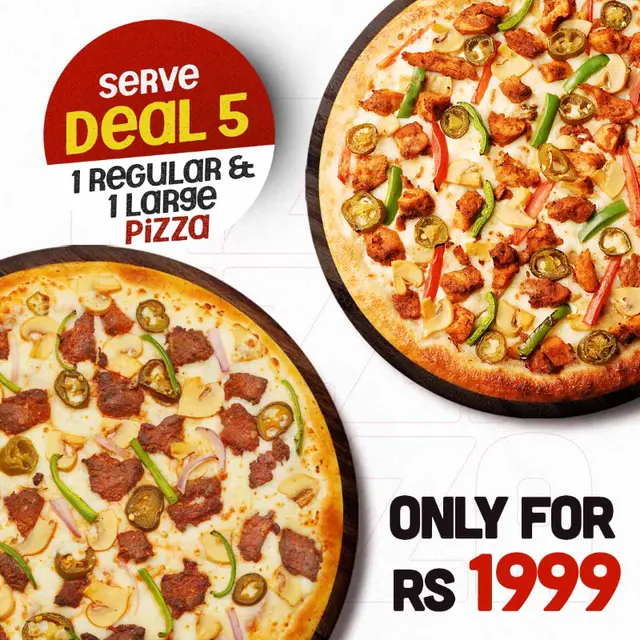 SERVE
DEAL 5
1 REGULAR &
1 LARGE
PIZZA
ONLY FOR
RS 1999